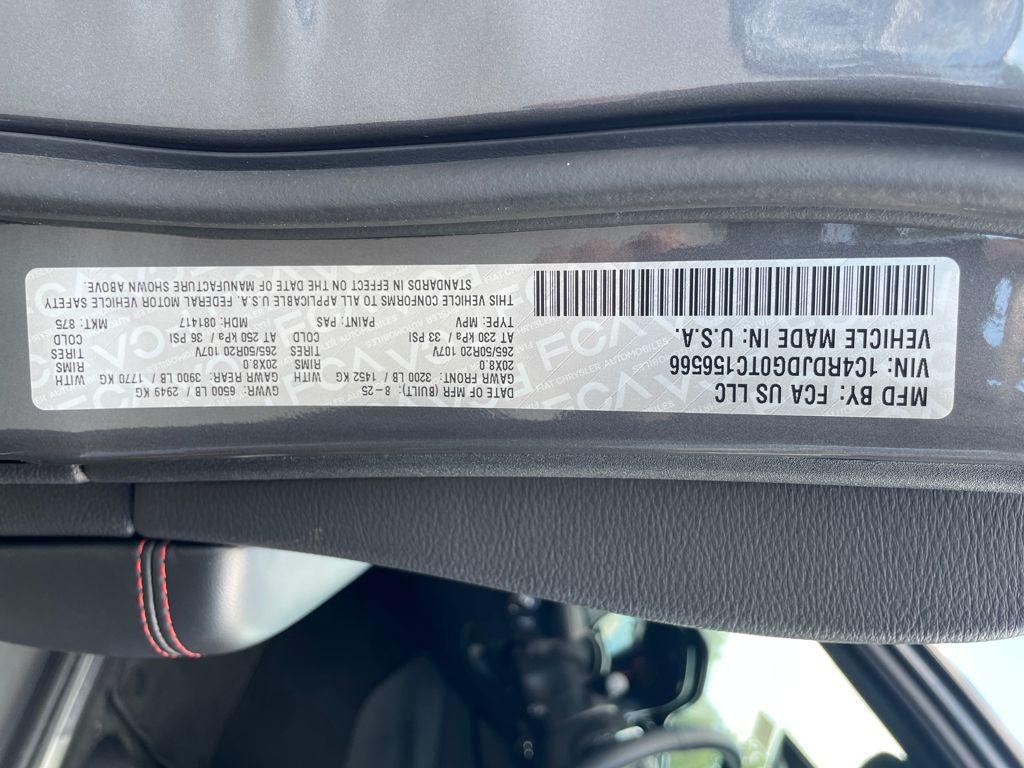 MFD BY: FCA US LLC
VIN: 1C4RDJDG0TC156566
VEHICLE MADE IN: U.S.A.
DATE OF MFR (BUILT): 8-25 GVWR: 6500 LB / 2949 KG
GAWR FRONT: 3200 LB / 1452 KG WITH GAWR REAR: 3900 LB / 1770 KG WITH
20X8.0 RIMS 20X8.0 RIMS
265/50R20 107V TIRES 265/50R20 107V TIRES
AT 230 kPa / 33 PSI COLD AT 250 kPa / 36 PSI COLD
TYPE: MPV PAINT: PAS MDH: 081417 MKT: 875
THIS VEHICLE CONFORMS TO ALL APPLICABLE U.S.A. FEDERAL MOTOR VEHICLE SAFETY
STANDARDS IN EFFECT ON THE DATE OF MANUFACTURE SHOWN ABOVE.
FCA
FIAT CHRYSLER AUTOMOBILES